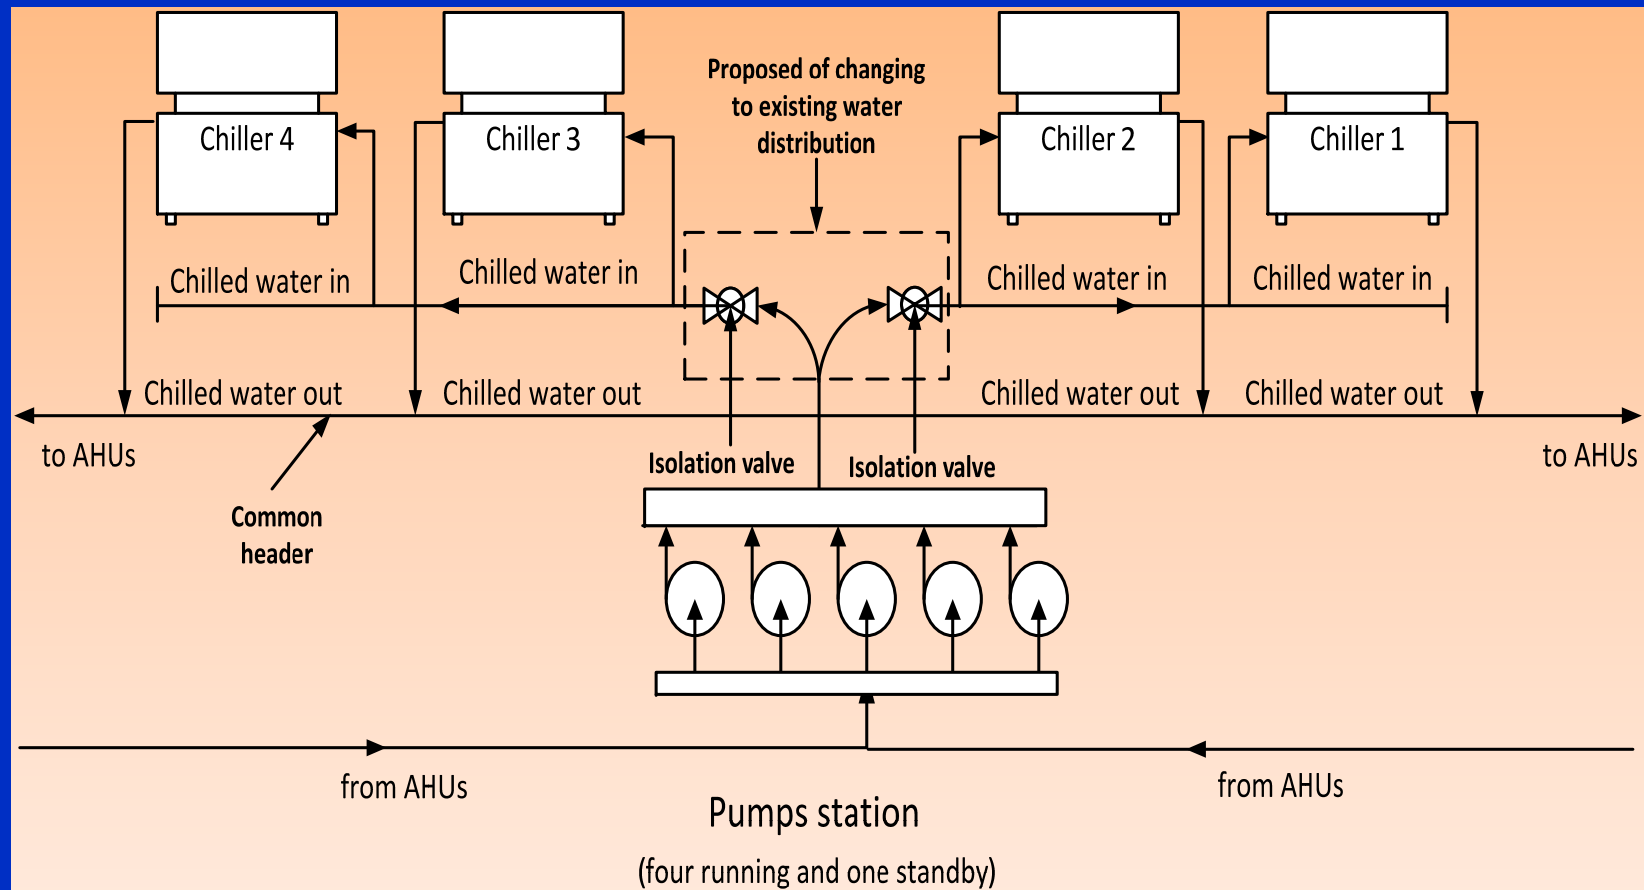 Proposed of changing
to existing water
distribution
Chiller 4
Chiller 3
Chiller 2
Chiller 1
Chilled water in
Chilled water in
Chilled water in
Chilled water in
Chilled water out
Chilled water out
Chilled water out
Chilled water out
to AHUs
to AHUs
Isolation valve
Isolation valve
Common
header
from AHUs
from AHUs
Pumps station
(four running and one standby)